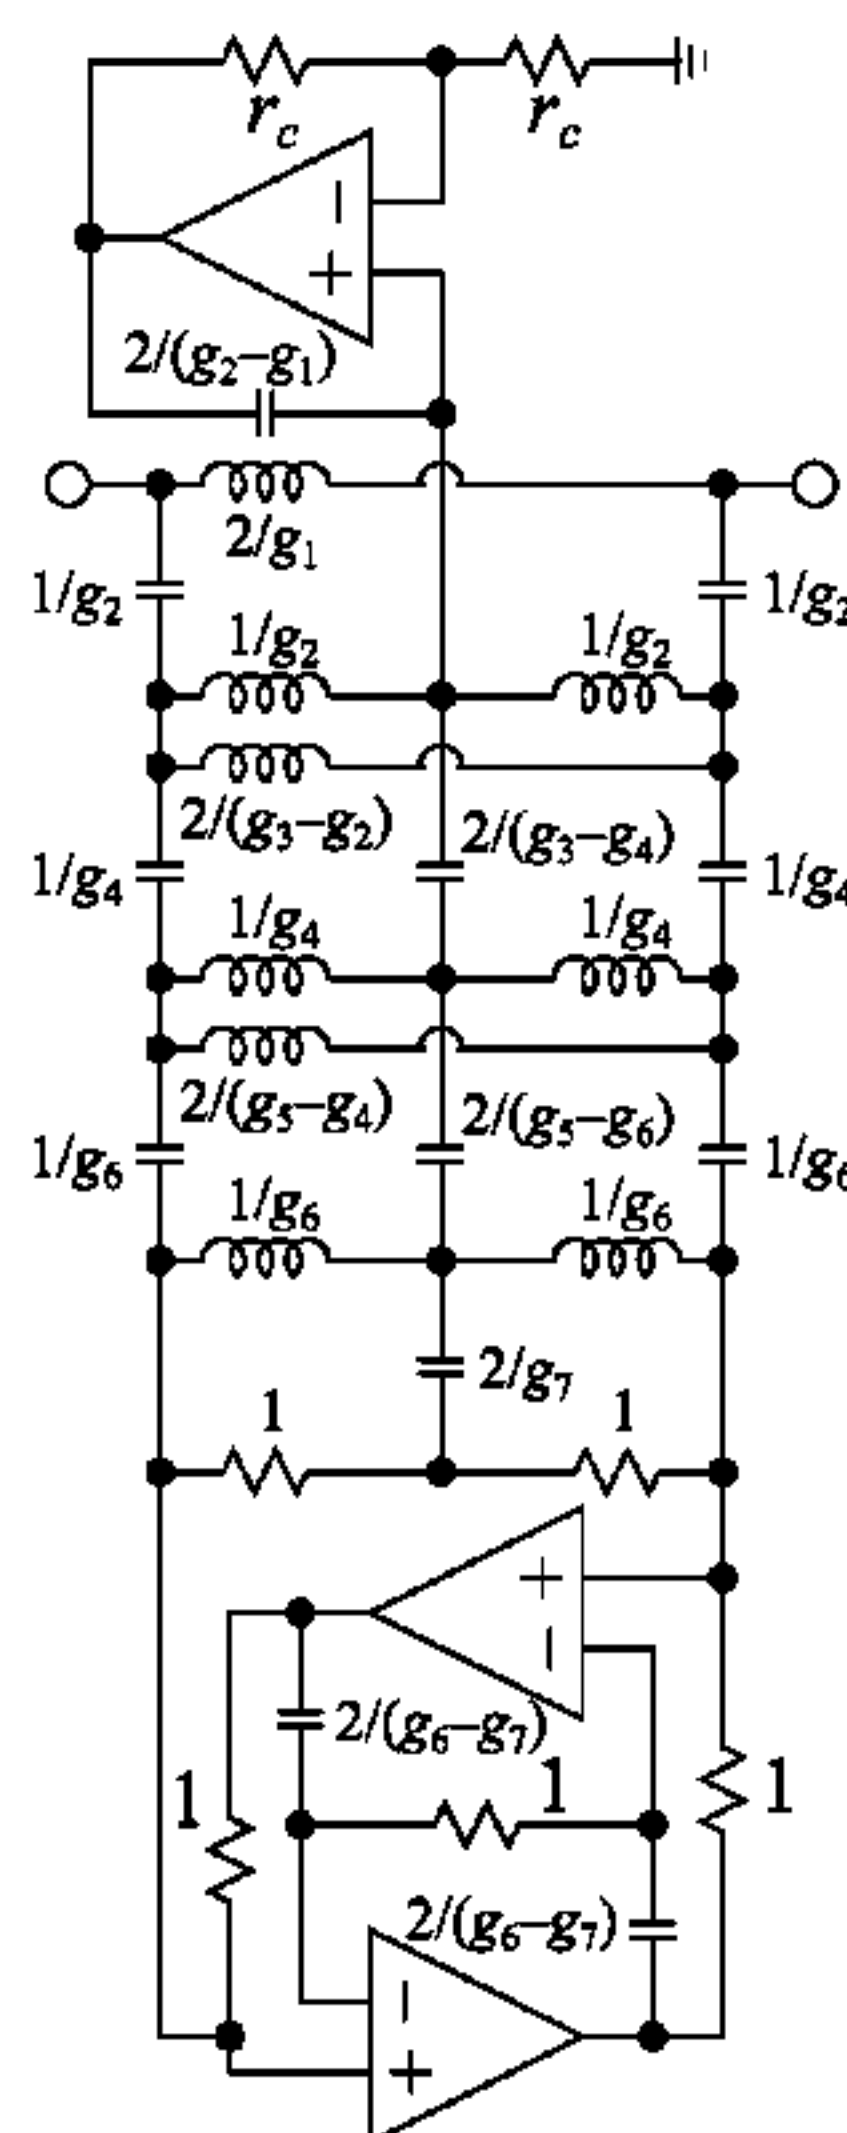 r_c r_c
−
+
2/(g₂−g₁)
2/g₁
1/g₂ 1/g₂
1/g₂ 1/g₂
2/(g₃−g₂) 2/(g₃−g₄)
1/g₄ 1/g₄
1/g₄ 1/g₄
2/(g₅−g₄) 2/(g₅−g₆)
1/g₆ 1/g₆
1/g₆ 1/g₆
2/g₇
1 1
+
−
2/(g₆−g₇)
1 1 1
2/(g₆−g₇)
−
+